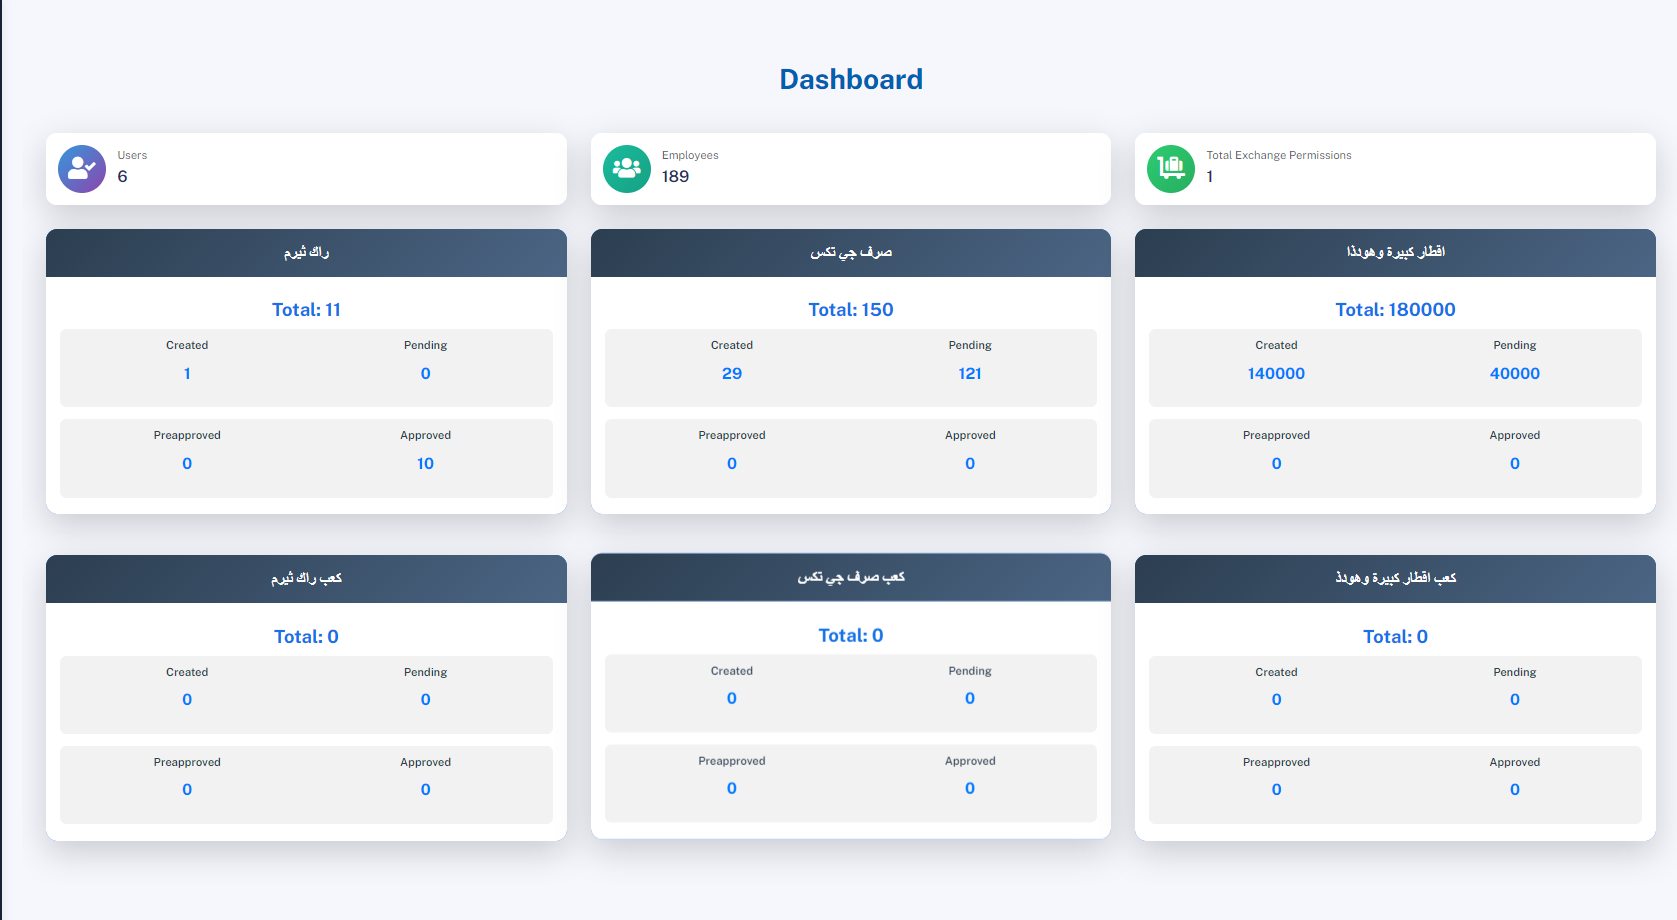 Dashboard
Users
6
Employees
189
Total Exchange Permissions
1
راك ثيرم
Total: 11
Created Pending
1 0
Preapproved Approved
0 10
صرف جي تكس
Total: 150
Created Pending
29 121
Preapproved Approved
0 0
اقطار كبيرة وهودذا
Total: 180000
Created Pending
140000 40000
Preapproved Approved
0 0
كعب راك ثيرم
Total: 0
Created Pending
0 0
Preapproved Approved
0 0
كعب صرف جي تكس
Total: 0
Created Pending
0 0
Preapproved Approved
0 0
كعب اقطار كبيرة وهودذ
Total: 0
Created Pending
0 0
Preapproved Approved
0 0